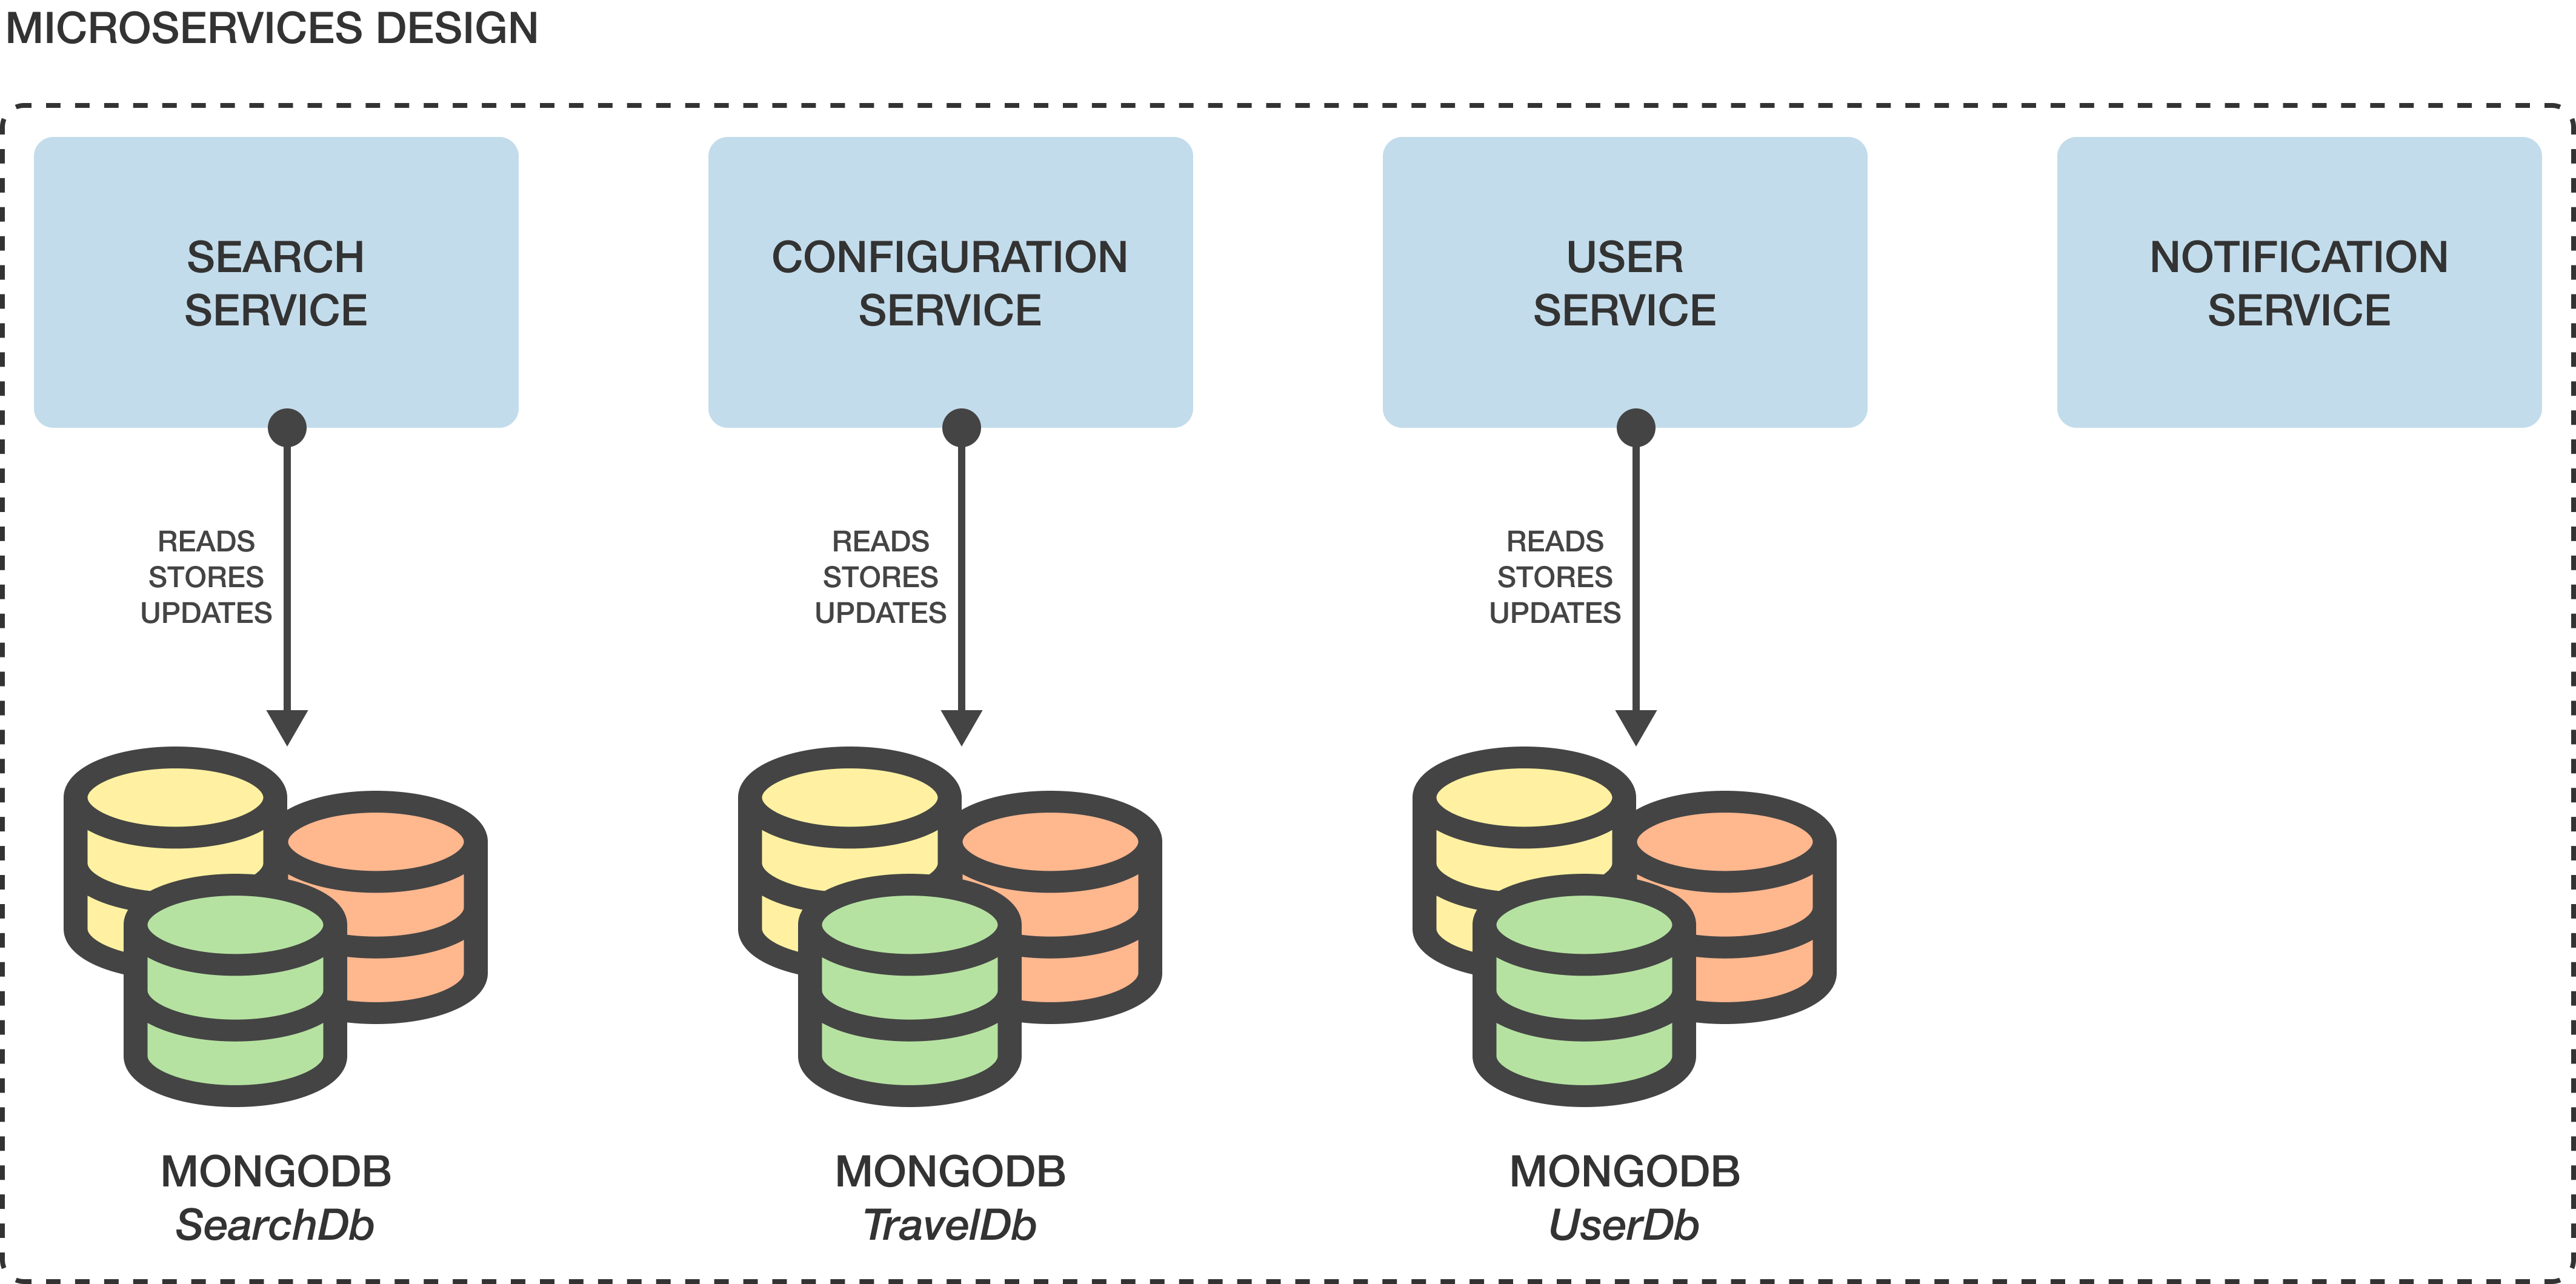 MICROSERVICES DESIGN
SEARCH
SERVICE
CONFIGURATION
SERVICE
USER
SERVICE
NOTIFICATION
SERVICE
READS
STORES
UPDATES
READS
STORES
UPDATES
READS
STORES
UPDATES
MONGODB
SearchDb
MONGODB
TravelDb
MONGODB
UserDb